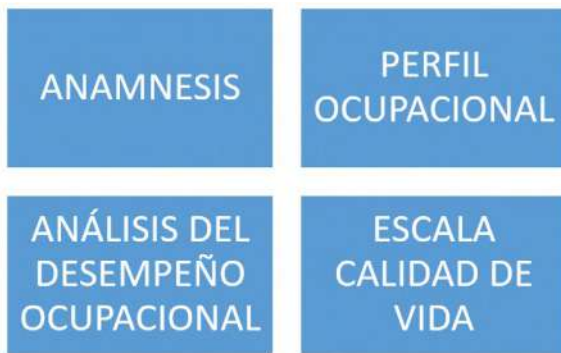 ANAMNESIS
PERFIL
OCUPACIONAL
ANÁLISIS DEL
DESEMPEÑO
OCUPACIONAL
ESCALA
CALIDAD DE
VIDA